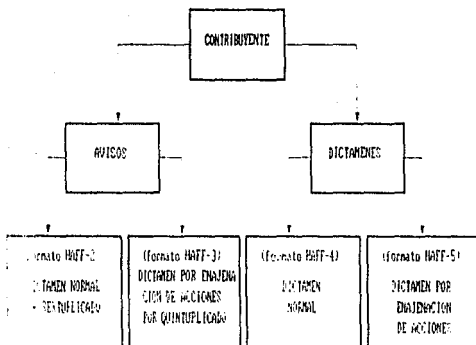 CONTRIBUYENTE
AVISOS
DICTAMENES
formato HAFF-2
DICTAMEN NORMAL
SEXTUPLICADO
(formato HAFF-3)
DICTAMEN POR ENAJENA
CION DE ACCIONES
POR QUINTUPLICADO
(formato HAFF-4)
DICTAMEN
NORMAL
(formato HAFF-5)
DICTAMEN POR
ENAJENACION
DE ACCIONES